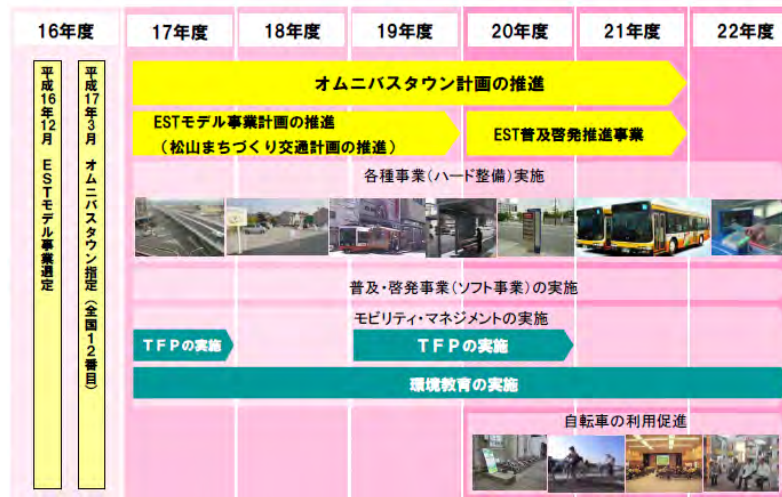 16年度
17年度
18年度
19年度
20年度
21年度
22年度
平成16年12月 ESTモデル事業選定
平成17年3月 オムニバスタウン指定(全国12番目)
オムニバスタウン計画の推進
ESTモデル事業計画の推進
(松山まちづくり交通計画の推進)
EST普及啓発推進事業
各種事業(ハード整備)実施
普及・啓発事業(ソフト事業)の実施
モビリティ・マネジメントの実施
TFPの実施
TFPの実施
環境教育の実施
自転車の利用促進